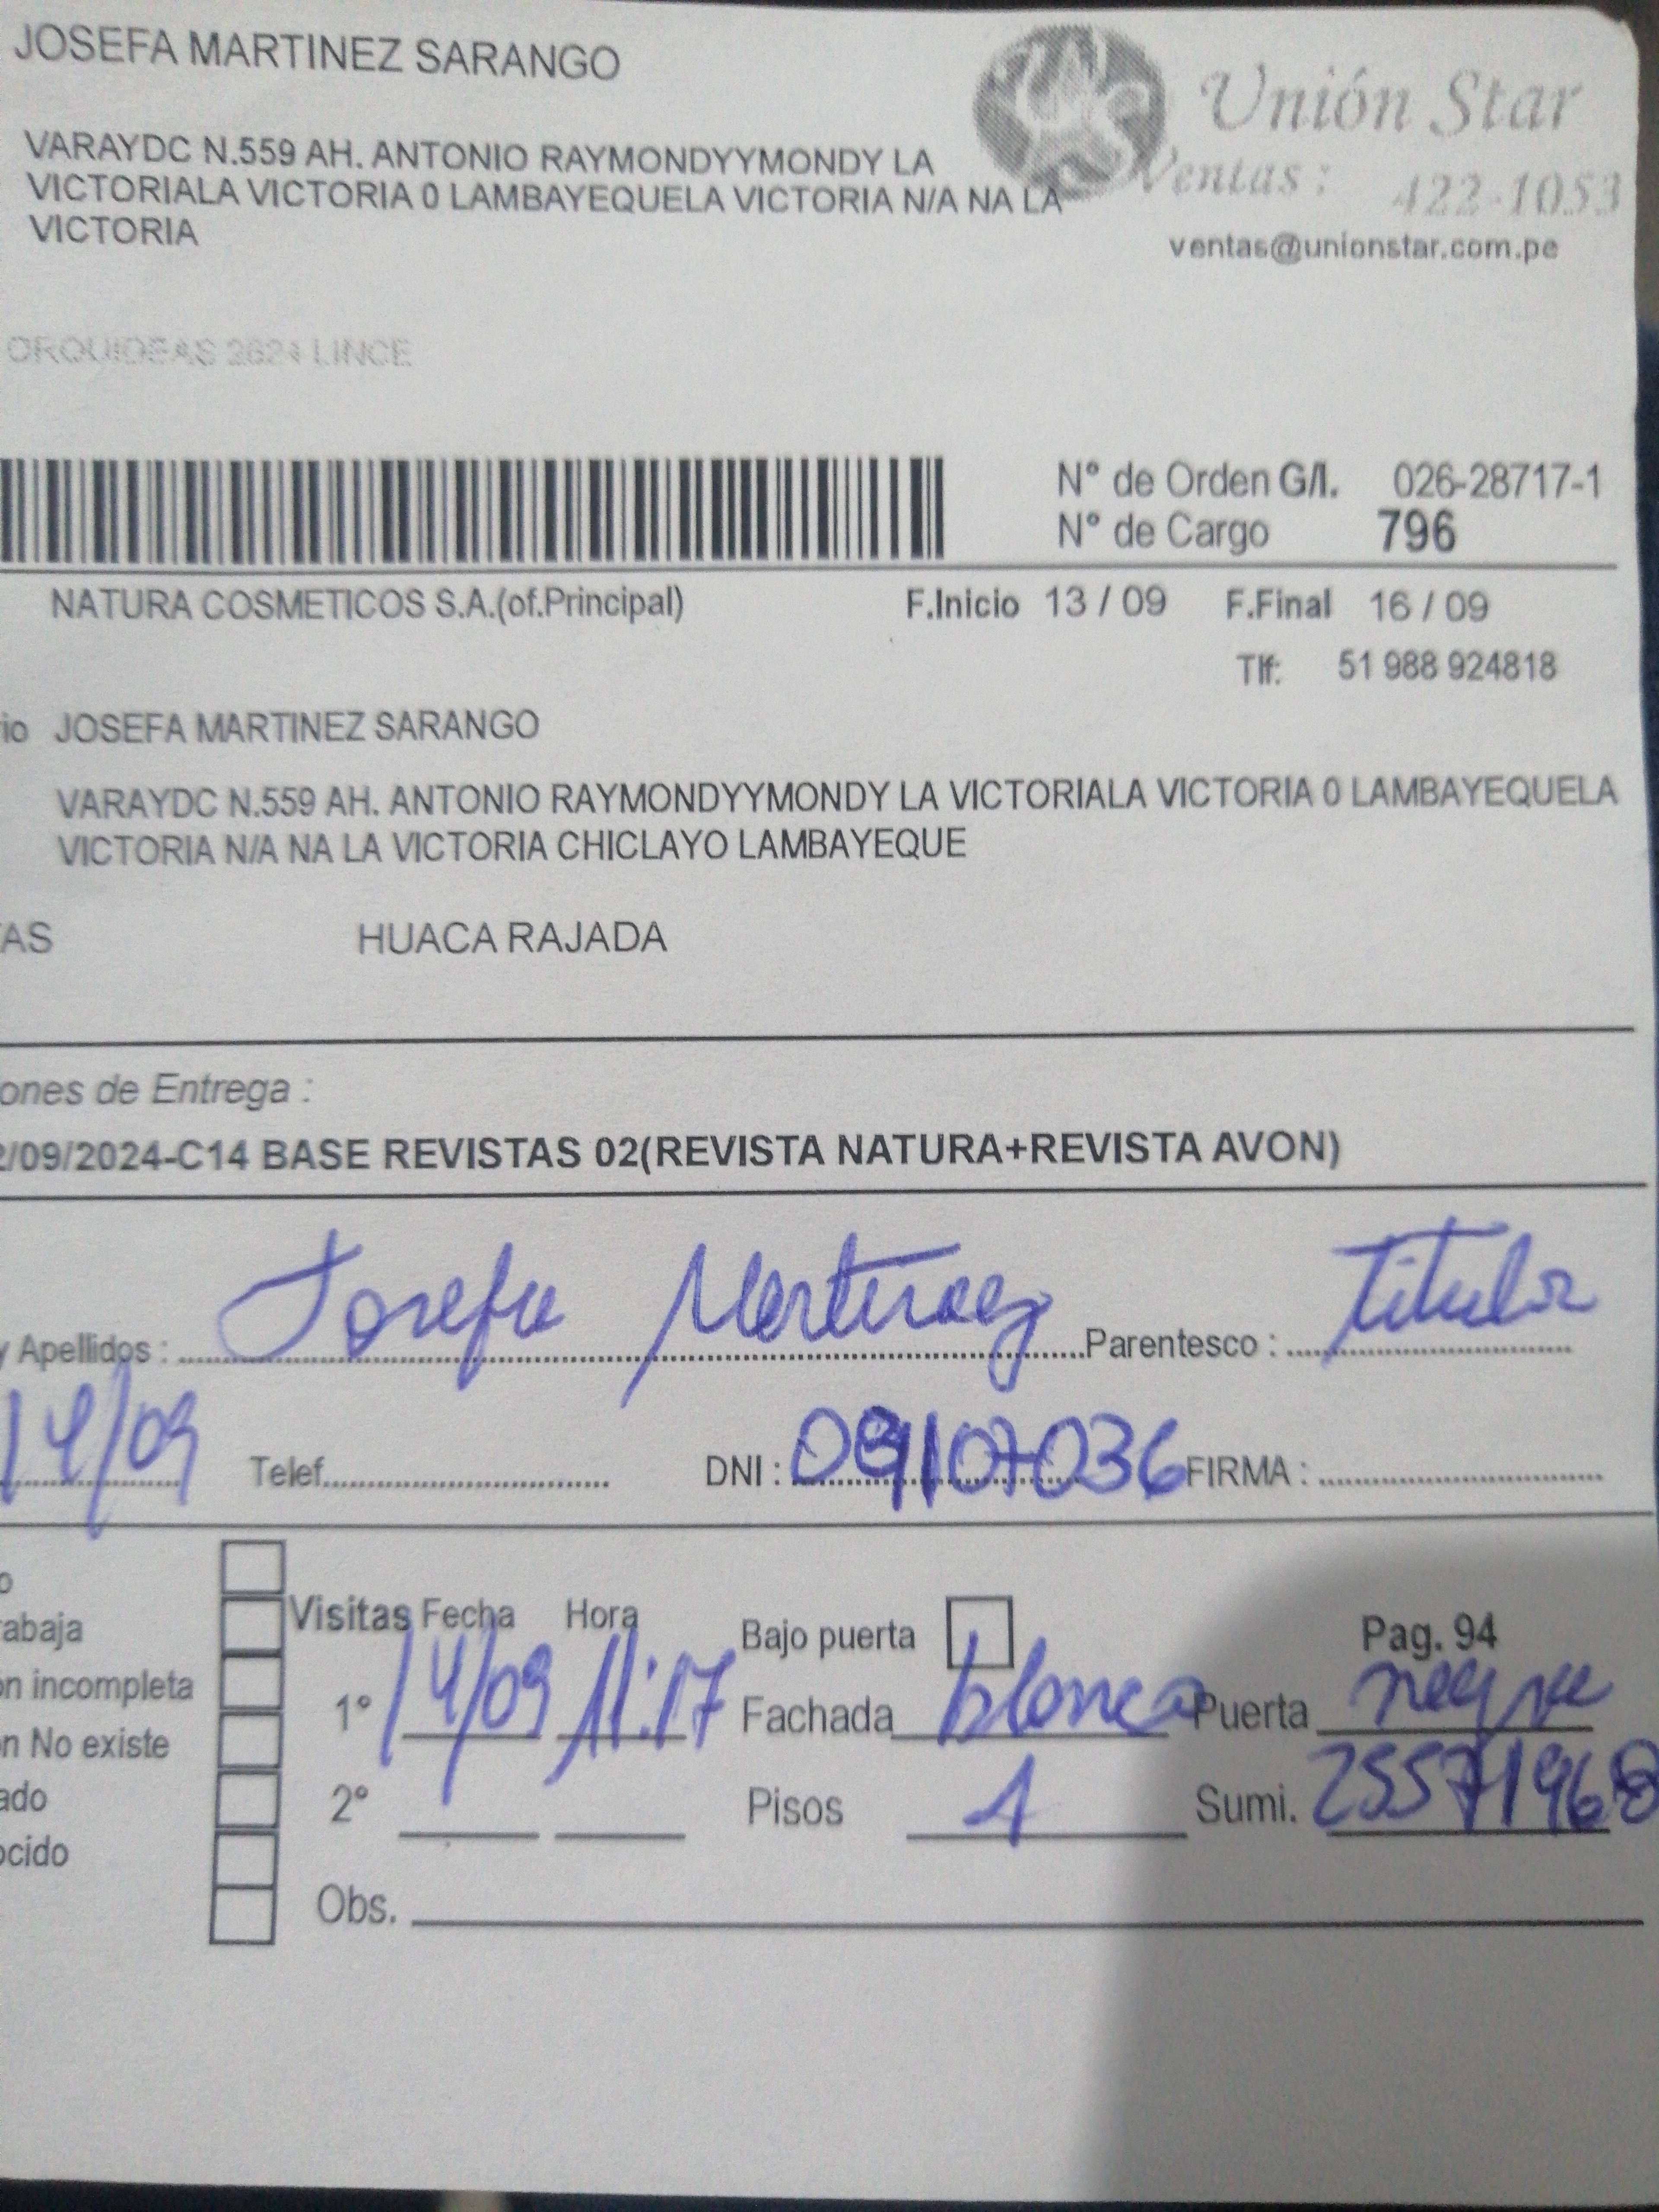 JOSEFA MARTINEZ SARANGO
Unión Star
VARAYDC N.559 AH. ANTONIO RAYMONDYYMONDY LA
Ventas : 422-1053
VICTORIALA VICTORIA 0 LAMBAYEQUELA VICTORIA N/A NA LA
VICTORIA
ventas@unionstar.com.pe
ORQUIDEAS 2624 LINCE
N° de Orden G/I. 026-28717-1
N° de Cargo 796
NATURA COSMETICOS S.A.(of.Principal) F.Inicio 13 / 09 F.Final 16 / 09
Tlf: 51 988 924818
rio JOSEFA MARTINEZ SARANGO
VARAYDC N.559 AH. ANTONIO RAYMONDYYMONDY LA VICTORIALA VICTORIA 0 LAMBAYEQUELA
VICTORIA N/A NA LA VICTORIA CHICLAYO LAMBAYEQUE
TAS HUACA RAJADA
ones de Entrega :
2/09/2024-C14 BASE REVISTAS 02(REVISTA NATURA+REVISTA AVON)
y Apellidos : Josefa Martinez Parentesco : Titular
14/09 Telef. DNI : 09107036 FIRMA :
o
rabaja Visitas Fecha Hora Bajo puerta Pag. 94
ón incompleta 1° 14/09 11:17 Fachada blanca Puerta negra
ón No existe
ado 2° Pisos 1 Sumi. 25571968
ocido
Obs.